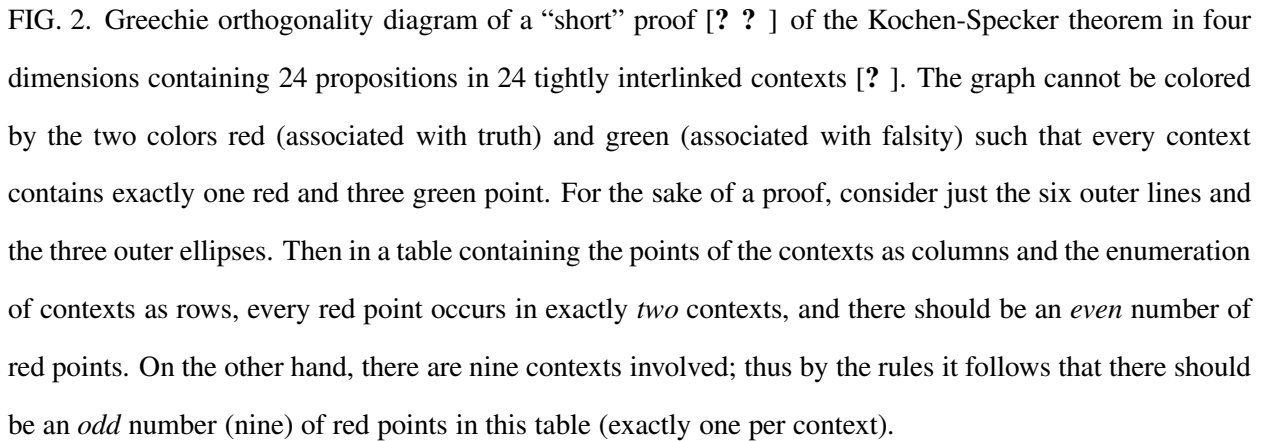 FIG. 2. Greechie orthogonality diagram of a “short” proof [? ? ] of the Kochen-Specker theorem in four
dimensions containing 24 propositions in 24 tightly interlinked contexts [? ]. The graph cannot be colored
by the two colors red (associated with truth) and green (associated with falsity) such that every context
contains exactly one red and three green point. For the sake of a proof, consider just the six outer lines and
the three outer ellipses. Then in a table containing the points of the contexts as columns and the enumeration
of contexts as rows, every red point occurs in exactly two contexts, and there should be an even number of
red points. On the other hand, there are nine contexts involved; thus by the rules it follows that there should
be an odd number (nine) of red points in this table (exactly one per context).